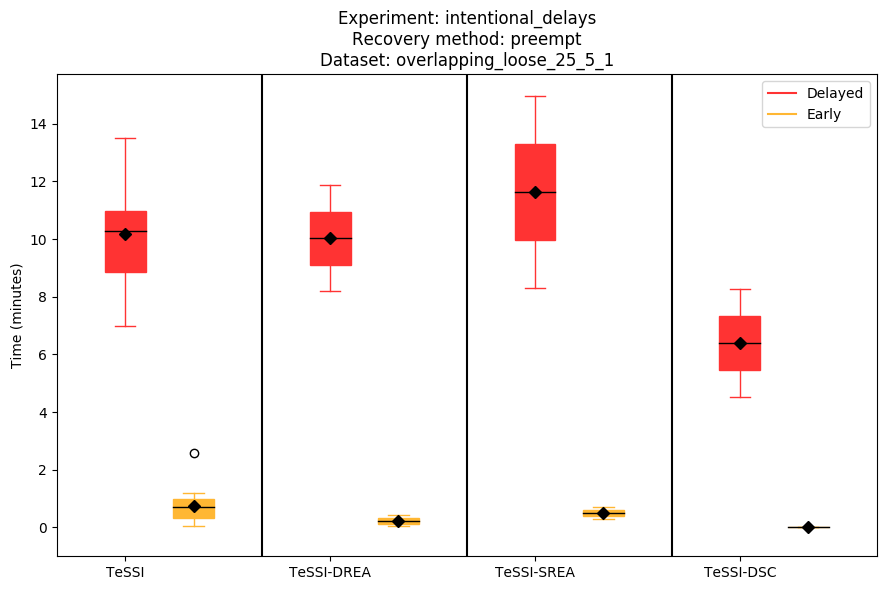 Experiment: intentional_delays
Recovery method: preempt
Dataset: overlapping_loose_25_5_1
Delayed
Early
Time (minutes)
14
12
10
8
6
4
2
0
TeSSI
TeSSI-DREA
TeSSI-SREA
TeSSI-DSC